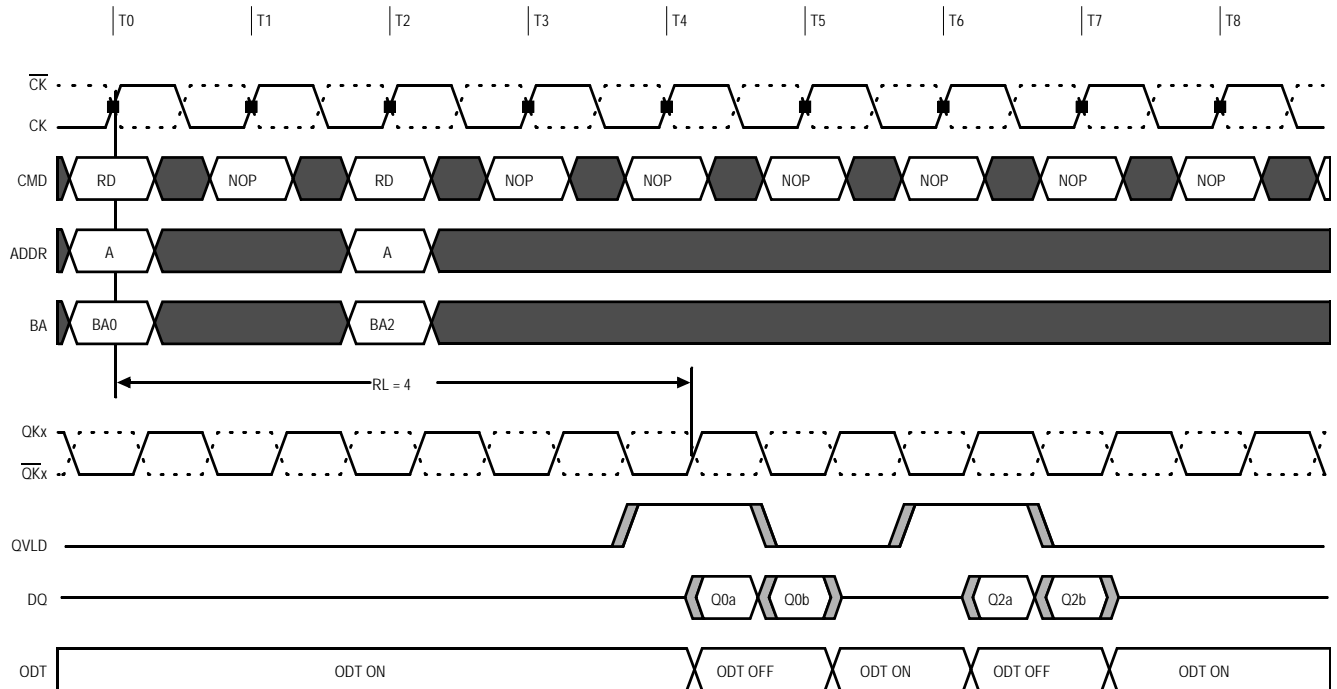 T0 T1 T2 T3 T4 T5 T6 T7 T8
C̅K̅
CK
CMD RD NOP RD NOP NOP NOP NOP NOP NOP
ADDR A A
BA BA0 BA2
RL = 4
QKx
Q̅K̅x
QVLD
DQ Q0a Q0b Q2a Q2b
ODT ODT ON ODT OFF ODT ON ODT OFF ODT ON